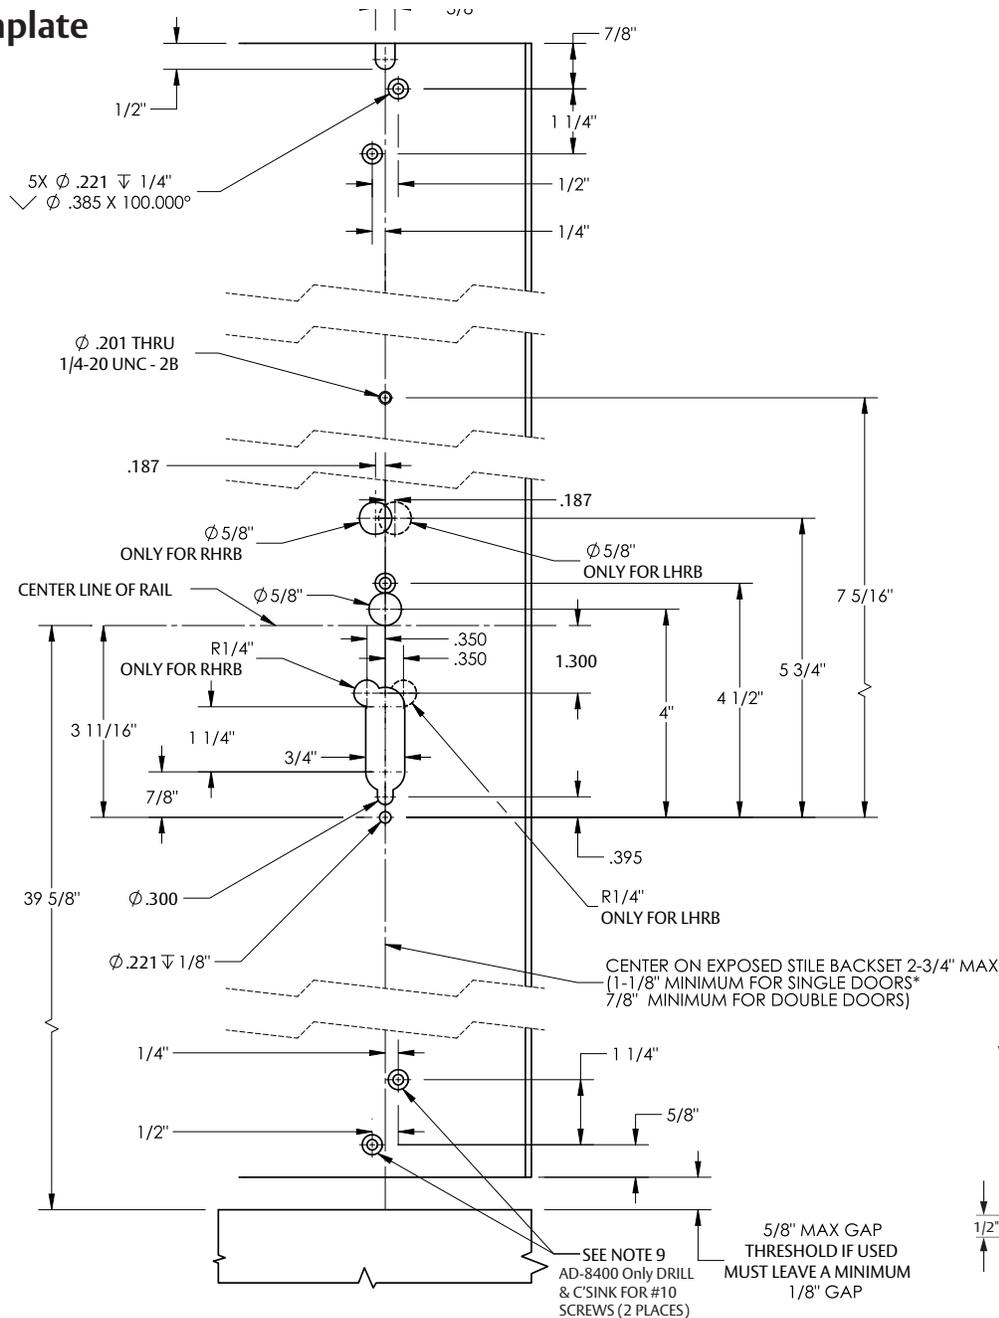 plate
7/8"
1/2"
1 1/4"
5X Ø .221 ↧ 1/4"
⌵ Ø .385 X 100.000°
1/2"
1/4"
Ø .201 THRU
1/4-20 UNC - 2B
.187
.187
Ø 5/8"
ONLY FOR RHRB
Ø 5/8"
ONLY FOR LHRB
CENTER LINE OF RAIL
Ø 5/8"
7 5/16"
.350
R1/4"
ONLY FOR RHRB
.350
1.300
5 3/4"
4 1/2"
4"
3 11/16"
1 1/4"
3/4"
7/8"
.395
39 5/8"
Ø .300
R1/4"
ONLY FOR LHRB
Ø .221 ↧ 1/8"
CENTER ON EXPOSED STILE BACKSET 2-3/4" MAX
(1-1/8" MINIMUM FOR SINGLE DOORS*
7/8" MINIMUM FOR DOUBLE DOORS)
1/4"
1 1/4"
5/8"
1/2"
5/8" MAX GAP
THRESHOLD IF USED
MUST LEAVE A MINIMUM
1/8" GAP
1/2"
SEE NOTE 9
AD-8400 Only DRILL
& C'SINK FOR #10
SCREWS (2 PLACES)